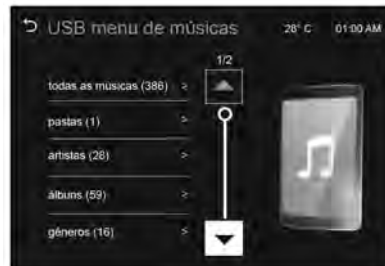 USB menu de músicas
28° C
01:00 AM
1/2
todas as músicas (386) >
pastas (1) >
artistas (28) >
álbuns (59) >
gêneros (16) >